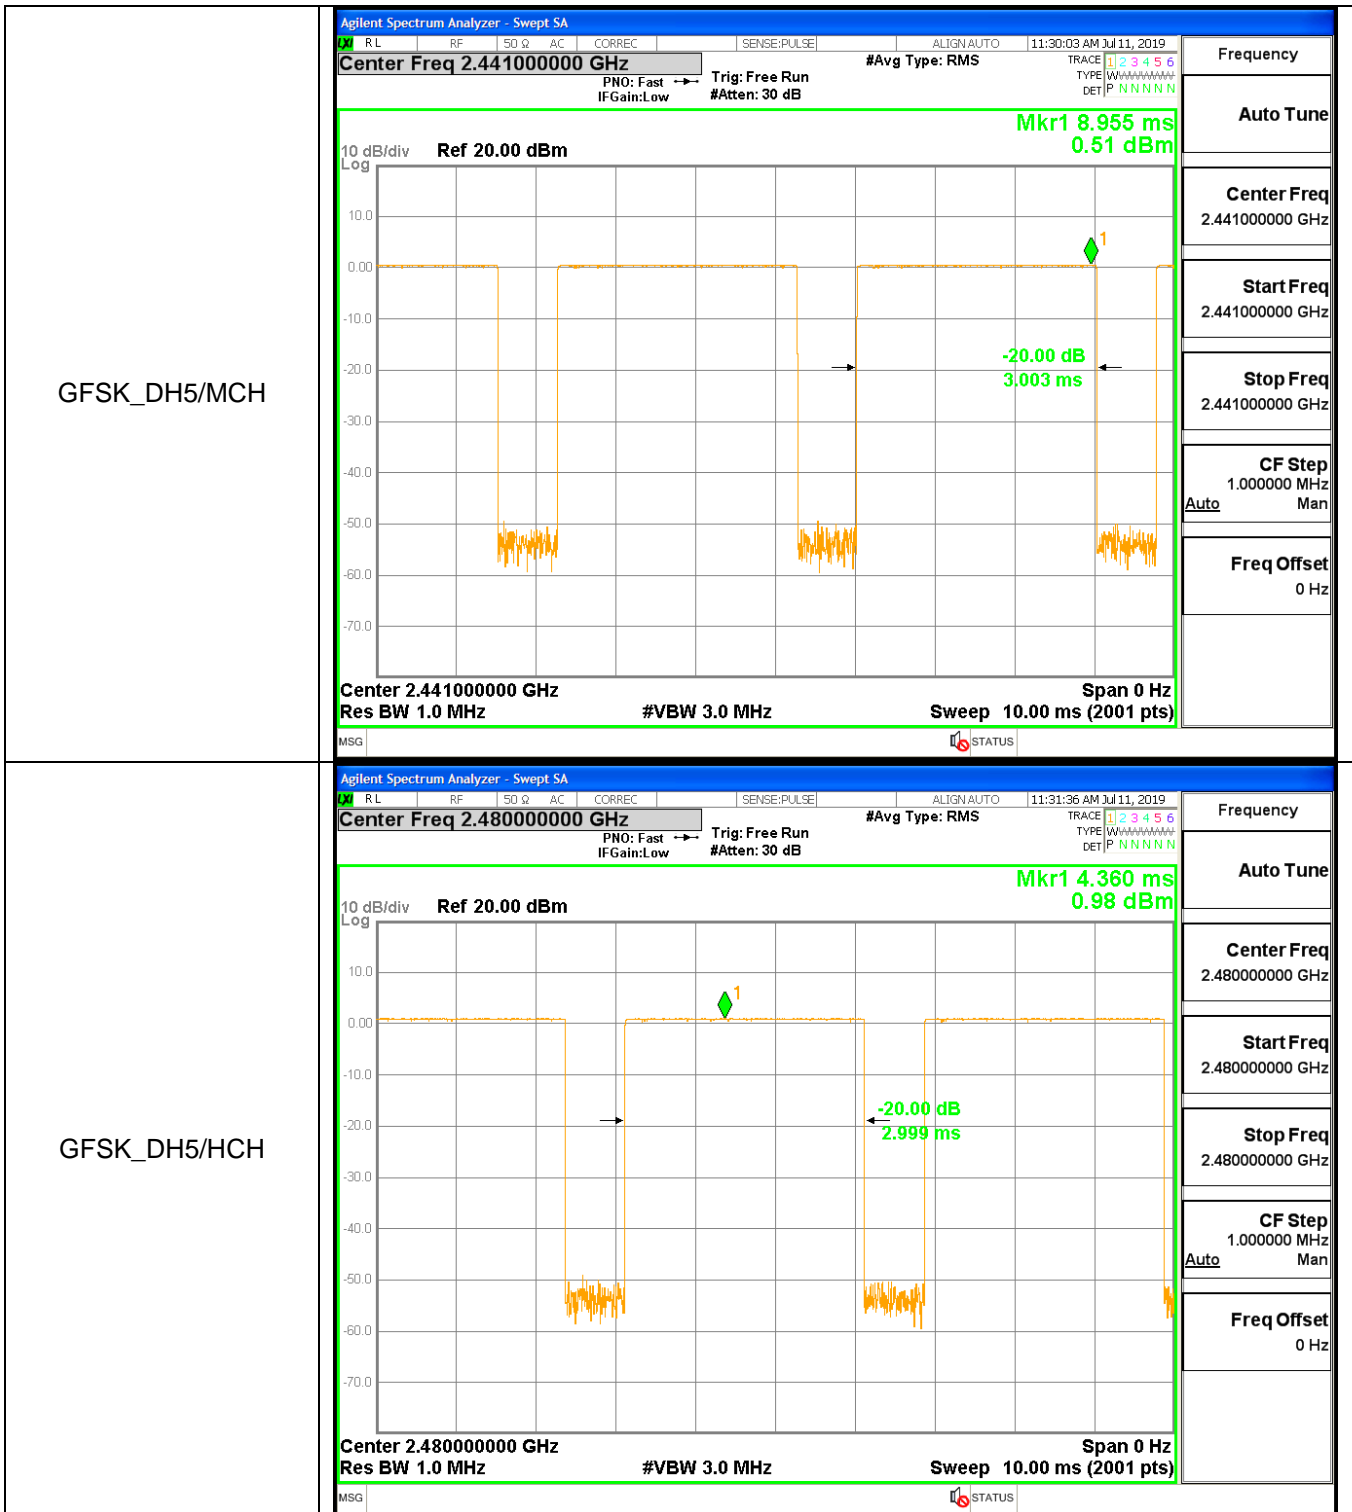 GFSK_DH5/MCH
Agilent Spectrum Analyzer - Swept SA
LXI RL RF 50 Ω AC CORREC SENSE:PULSE ALIGN AUTO 11:30:03 AM Jul 11, 2019
Center Freq 2.441000000 GHz #Avg Type: RMS TRACE 1 2 3 4 5 6
PNO: Fast Trig: Free Run TYPE
IFGain:Low #Atten: 30 dB DET P N N N N N
Mkr1 8.955 ms
0.51 dBm
10 dB/div Ref 20.00 dBm
Log
10.0
0.00
-10.0
-20.0
-30.0
-40.0
-50.0
-60.0
-70.0
1
-20.00 dB
3.003 ms
Center 2.441000000 GHz Span 0 Hz
Res BW 1.0 MHz #VBW 3.0 MHz Sweep 10.00 ms (2001 pts)
MSG STATUS
Frequency
Auto Tune
Center Freq
2.441000000 GHz
Start Freq
2.441000000 GHz
Stop Freq
2.441000000 GHz
CF Step
1.000000 MHz
Auto Man
Freq Offset
0 Hz
GFSK_DH5/HCH
Agilent Spectrum Analyzer - Swept SA
LXI RL RF 50 Ω AC CORREC SENSE:PULSE ALIGN AUTO 11:31:36 AM Jul 11, 2019
Center Freq 2.480000000 GHz #Avg Type: RMS TRACE 1 2 3 4 5 6
PNO: Fast Trig: Free Run TYPE
IFGain:Low #Atten: 30 dB DET P N N N N N
Mkr1 4.360 ms
0.98 dBm
10 dB/div Ref 20.00 dBm
Log
10.0
0.00
-10.0
-20.0
-30.0
-40.0
-50.0
-60.0
-70.0
1
-20.00 dB
2.999 ms
Center 2.480000000 GHz Span 0 Hz
Res BW 1.0 MHz #VBW 3.0 MHz Sweep 10.00 ms (2001 pts)
MSG STATUS
Frequency
Auto Tune
Center Freq
2.480000000 GHz
Start Freq
2.480000000 GHz
Stop Freq
2.480000000 GHz
CF Step
1.000000 MHz
Auto Man
Freq Offset
0 Hz